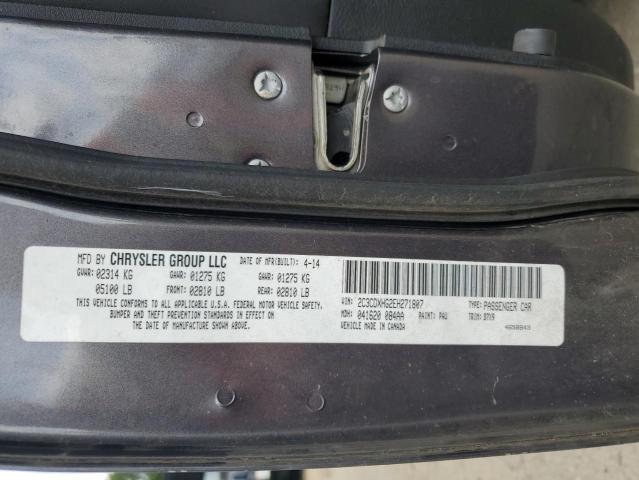 MFD BY CHRYSLER GROUP LLC DATE OF MFR(BUILT): 4-14
GVWR: 02314 KG GAWR: 01275 KG GAWR: 01275 KG
05100 LB FRONT: 02810 LB REAR: 02810 LB
THIS VEHICLE CONFORMS TO ALL APPLICABLE U.S.A. FEDERAL MOTOR VEHICLE SAFETY,
BUMPER AND THEFT PREVENTION STANDARDS IN EFFECT ON
THE DATE OF MANUFACTURE SHOWN ABOVE.
VIN: 2C3CDXHG2EH271807 TYPE: PASSENGER CAR
MDH: 041620 084AA PAINT: PAU TRIM: B7X9
VEHICLE MADE IN CANADA